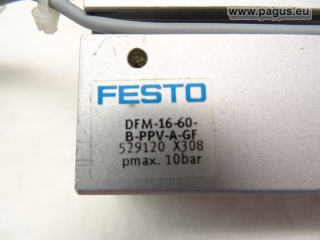 www.pagus.eu
FESTO
DFM-16-60-
B-PPV-A-GF
529120 X308
pmax. 10bar